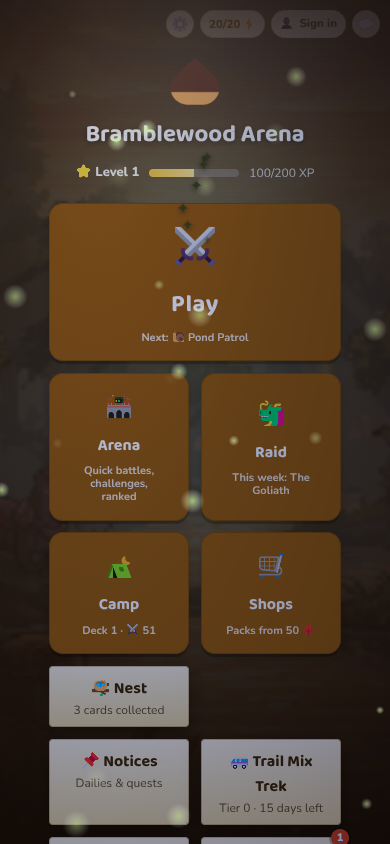 20/20
Sign in
Bramblewood Arena
Level 1
100/200 XP
Play
Next: Pond Patrol
Arena
Quick battles,
challenges,
ranked
Raid
This week: The
Goliath
Camp
Deck 1 · 51
Shops
Packs from 50
Nest
3 cards collected
Notices
Dailies & quests
Trail Mix
Trek
Tier 0 · 15 days left
1